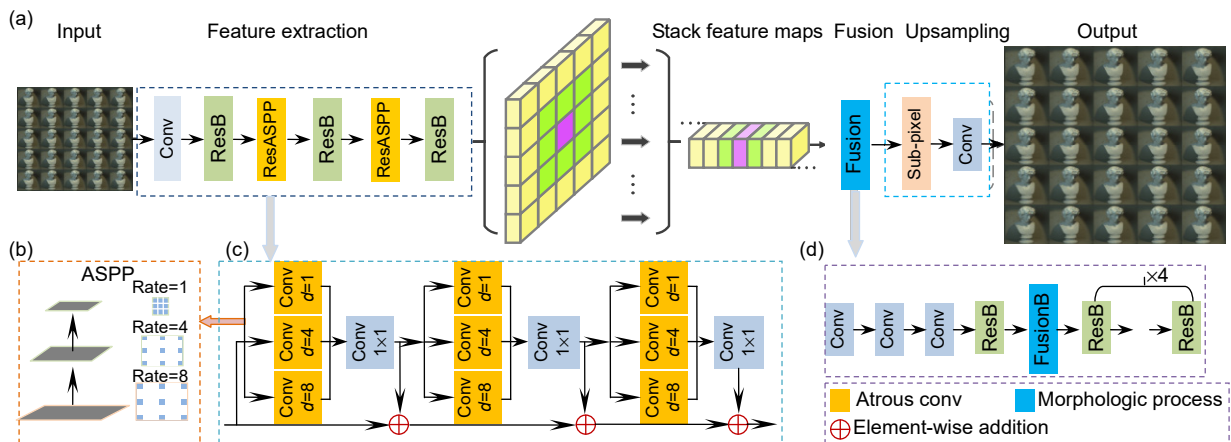 (a)
Input
Feature extraction
Stack feature maps
Fusion
Upsampling
Output
Conv
ResB
ResASPP
ResB
ResASPP
ResB
Fusion
Sub-pixel
Conv
(b)
ASPP
Rate=1
Rate=4
Rate=8
(c)
Conv
d=1
Conv
d=4
Conv
d=8
Conv
1×1
Conv
d=1
Conv
d=4
Conv
d=8
Conv
1×1
Conv
d=1
Conv
d=4
Conv
d=8
Conv
1×1
(d)
×4
Conv
Conv
Conv
ResB
FusionB
ResB
ResB
Atrous conv
Morphologic process
Element-wise addition